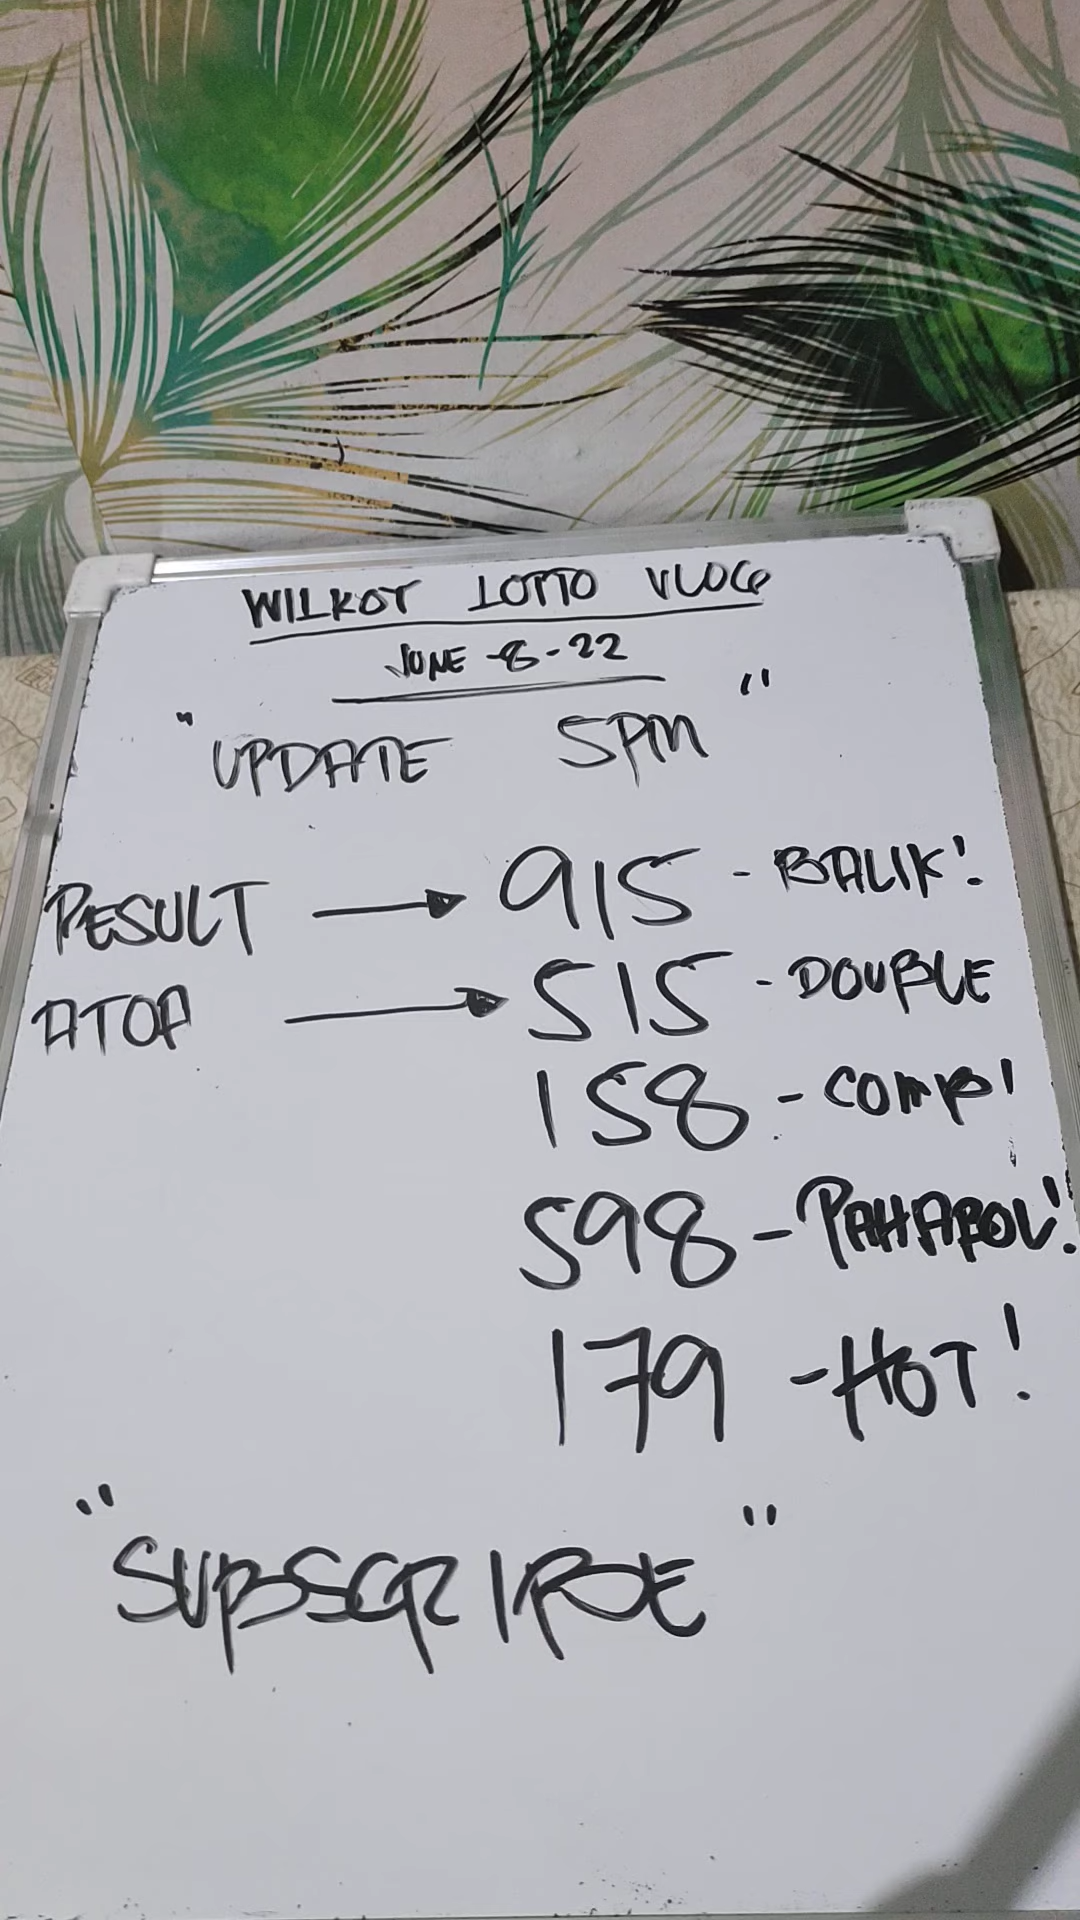 WILKOT LOTTO VLOG
JUNE -8-22
"UPDATE 5PM"
RESULT → 915 - BALIK!
ATOP → 515 - DOUBLE
158 - COMB!
598 - PAHABOL!
179 - HOT!
"SUBSCRIBE"